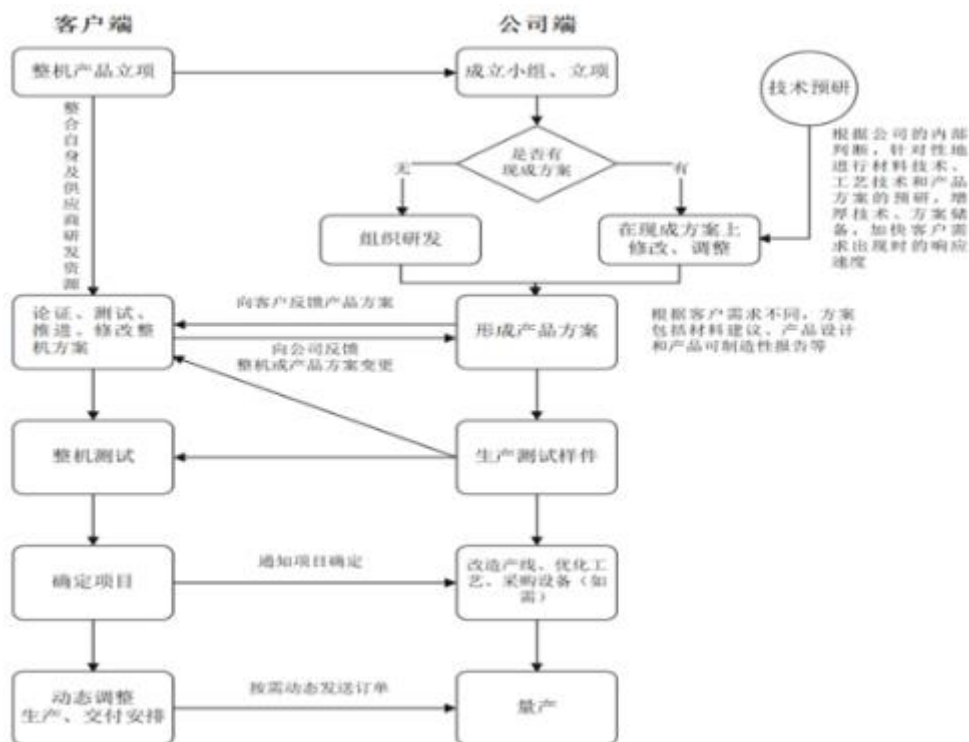 客户端
公司端
整机产品立项
成立小组、立项
技术预研
整合自身及供应商研发资源
是否有
现成方案
无
有
根据公司的内部
判断，针对性地
进行材料技术、
工艺技术和产品
方案的预研，增
厚技术、方案储
备，加快客户需
求出现时的响应
速度
组织研发
在现成方案上
修改、调整
向客户反馈产品方案
论证、测试、
推进、修改整
机方案
形成产品方案
根据客户需求不同，方案
包括材料建议、产品设计
和产品可制造性报告等
向公司反馈
整机或产品方案变更
整机测试
生产测试样件
通知项目确定
确定项目
改造产线、优化工
艺、采购设备（如
需）
动态调整
生产、交付安排
按需动态发送订单
量产